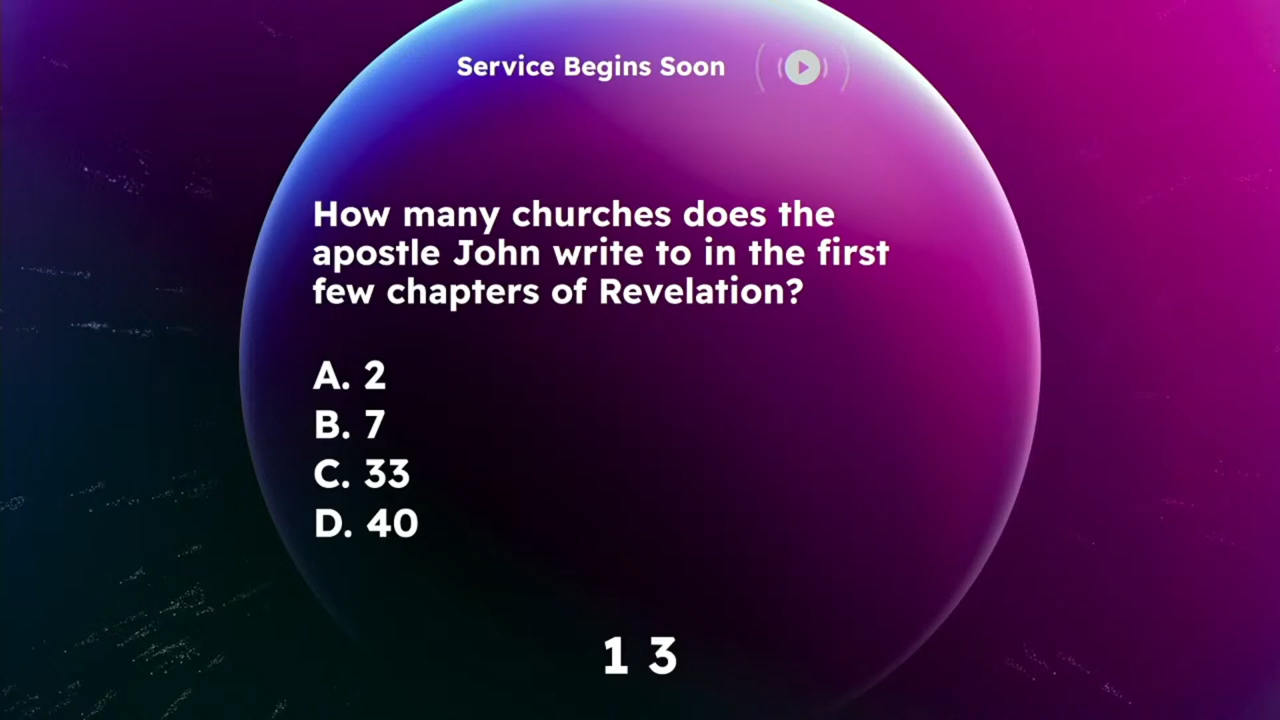 Service Begins Soon
How many churches does the
apostle John write to in the first
few chapters of Revelation?
A. 2
B. 7
C. 33
D. 40
1 3